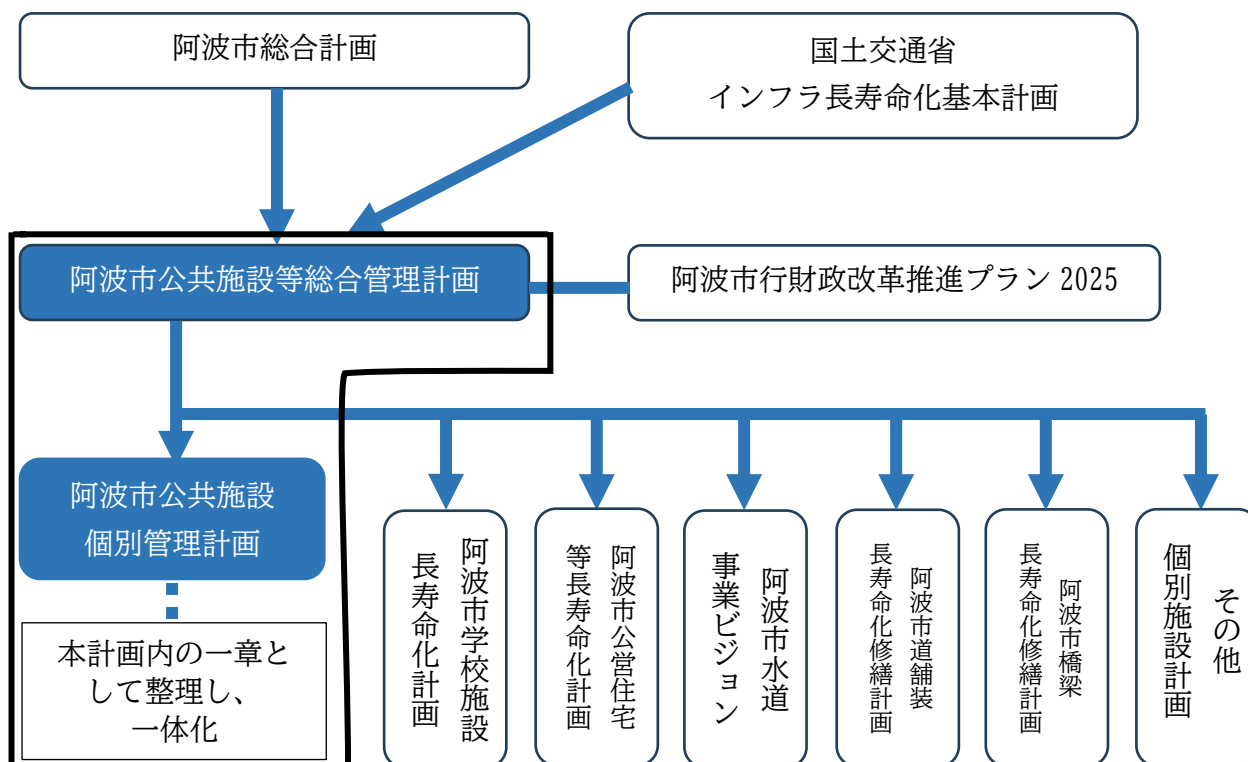 阿波市総合計画
国土交通省
インフラ長寿命化基本計画
阿波市公共施設等総合管理計画
阿波市行財政改革推進プラン 2025
阿波市公共施設
個別管理計画
本計画内の一章と
して整理し、
一体化
阿波市学校施設
長寿命化計画
阿波市公営住宅
等長寿命化計画
阿波市水道
事業ビジョン
阿波市道舗装
長寿命化修繕計画
阿波市橋梁
長寿命化修繕計画
その他
個別施設計画